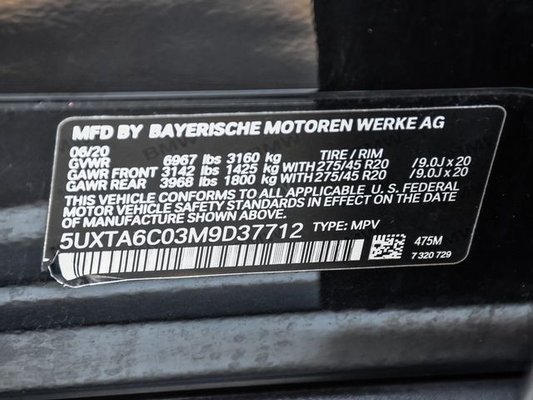 MFD BY BAYERISCHE MOTOREN WERKE AG
06/20 TIRE / RIM
GVWR 6967 lbs 3160 kg
GAWR FRONT 3142 lbs 1425 kg WITH 275/45 R20 /9.0J x 20
GAWR REAR 3968 lbs 1800 kg WITH 275/45 R20 /9.0J x 20
THIS VEHICLE CONFORMS TO ALL APPLICABLE U. S. FEDERAL
MOTOR VEHICLE SAFETY STANDARDS IN EFFECT ON THE DATE
OF MANUFACTURE SHOWN ABOVE.
5UXTA6C03M9D37712 TYPE: MPV
475M
7 320 729